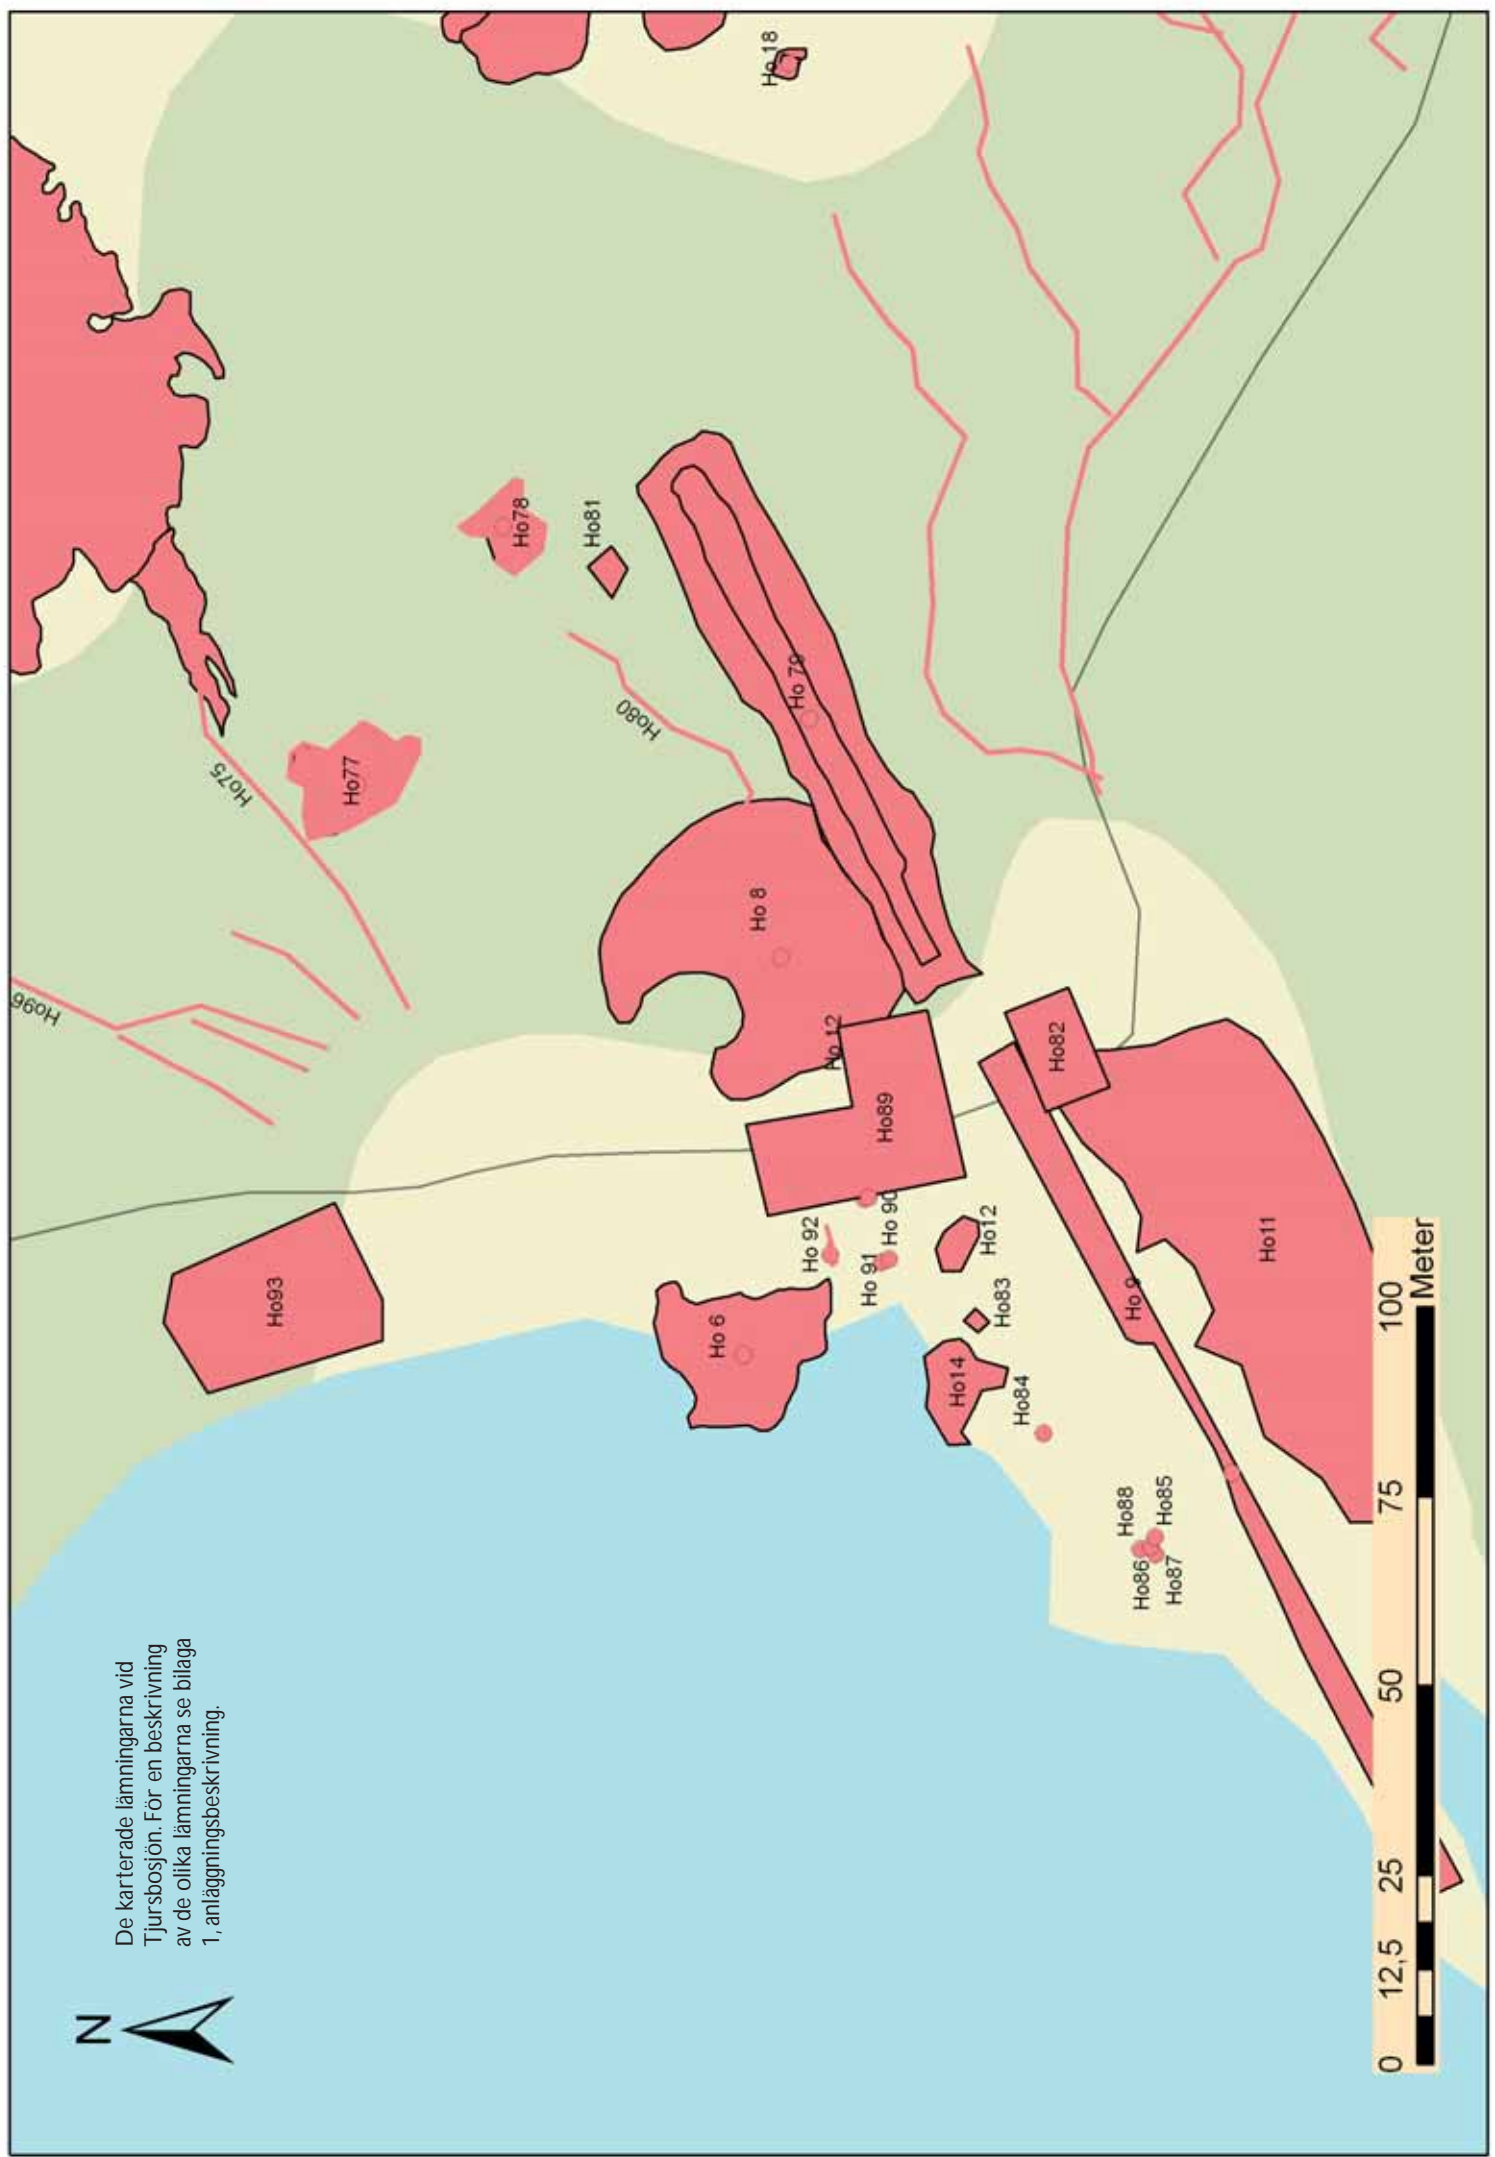 N
De karterade lämningarna vid
Tjursbosjön. För en beskrivning
av de olika lämningarna se bilaga
1, anläggningsbeskrivning.
Ho96
Ho75
Ho93
Ho77
Ho78
Ho81
Ho80
Ho 18
Ho 79
Ho 8
Ho 12
Ho89
Ho 6
Ho 92
Ho 91
Ho 90
Ho12
Ho83
Ho14
Ho84
Ho82
Ho 9
Ho88
Ho85
Ho86
Ho87
Ho11
0 12,5 25 50 75 100
Meter